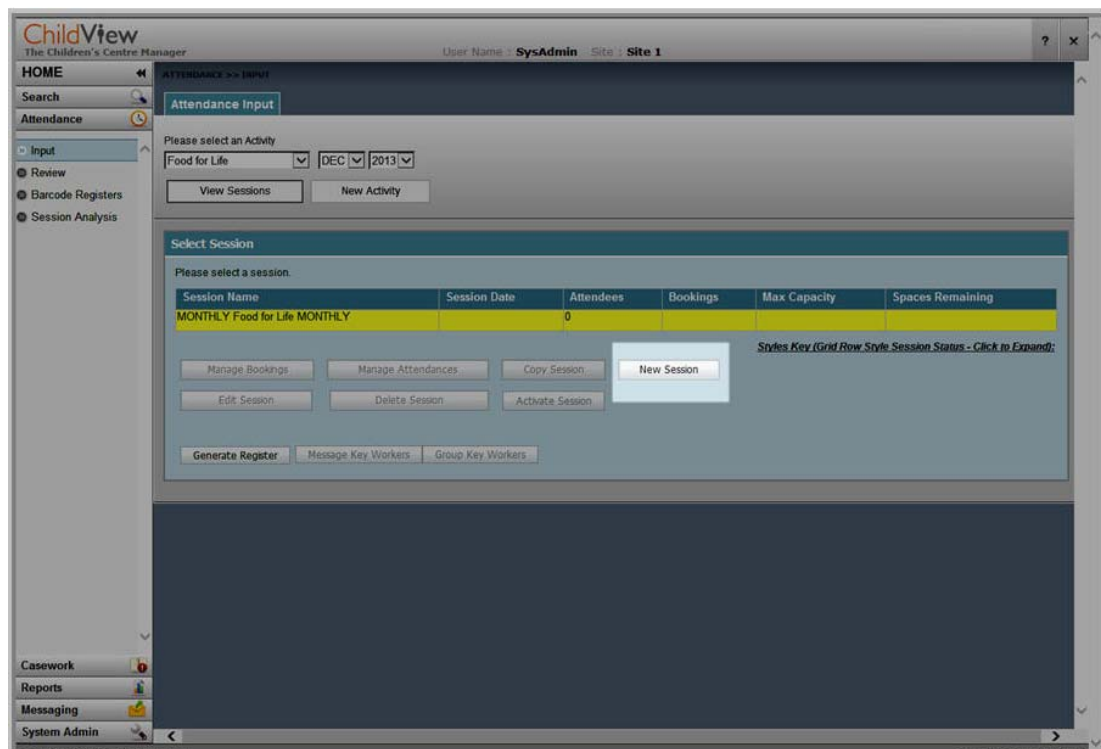 ChildView
The Children's Centre Manager
User Name : SysAdmin Site : Site 1
? x
HOME
Search
Attendance
Input
Review
Barcode Registers
Session Analysis
Casework
Reports
Messaging
System Admin
ATTENDANCE >> INPUT
Attendance Input
Please select an Activity
Food for Life DEC 2013
View Sessions New Activity
Select Session
Please select a session.
Session Name Session Date Attendees Bookings Max Capacity Spaces Remaining
MONTHLY Food for Life MONTHLY 0
Styles Key (Grid Row Style Session Status - Click to Expand):
Manage Bookings Manage Attendances Copy Session New Session
Edit Session Delete Session Activate Session
Generate Register Message Key Workers Group Key Workers